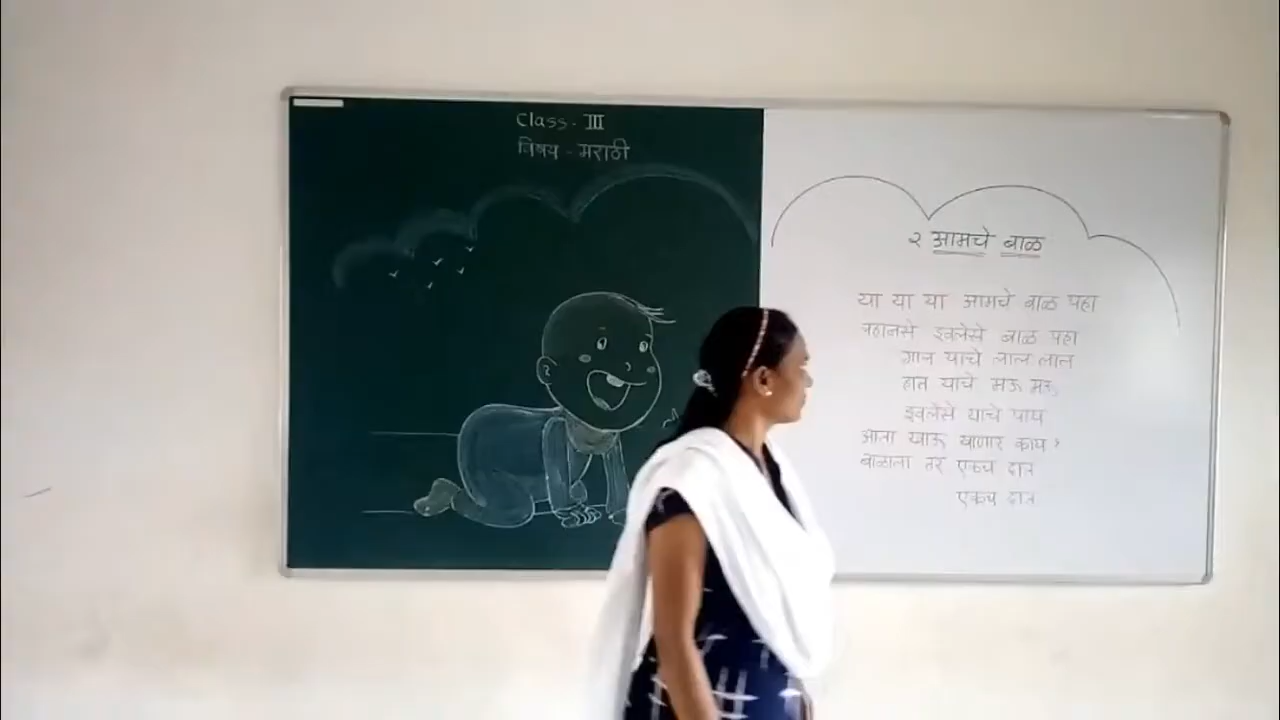 Class - III
विषय - मराठी
२ आमचे बाळ
या या या आमचे बाळ पहा
लहानसे इवलेसे बाळ पहा
गाल याचे लाल लाल
हात याचे मऊ मऊ
इवलेसे याचे पाय
आता खाऊ खाणार काय?
बाळाला तर एकच दात
एकच दात